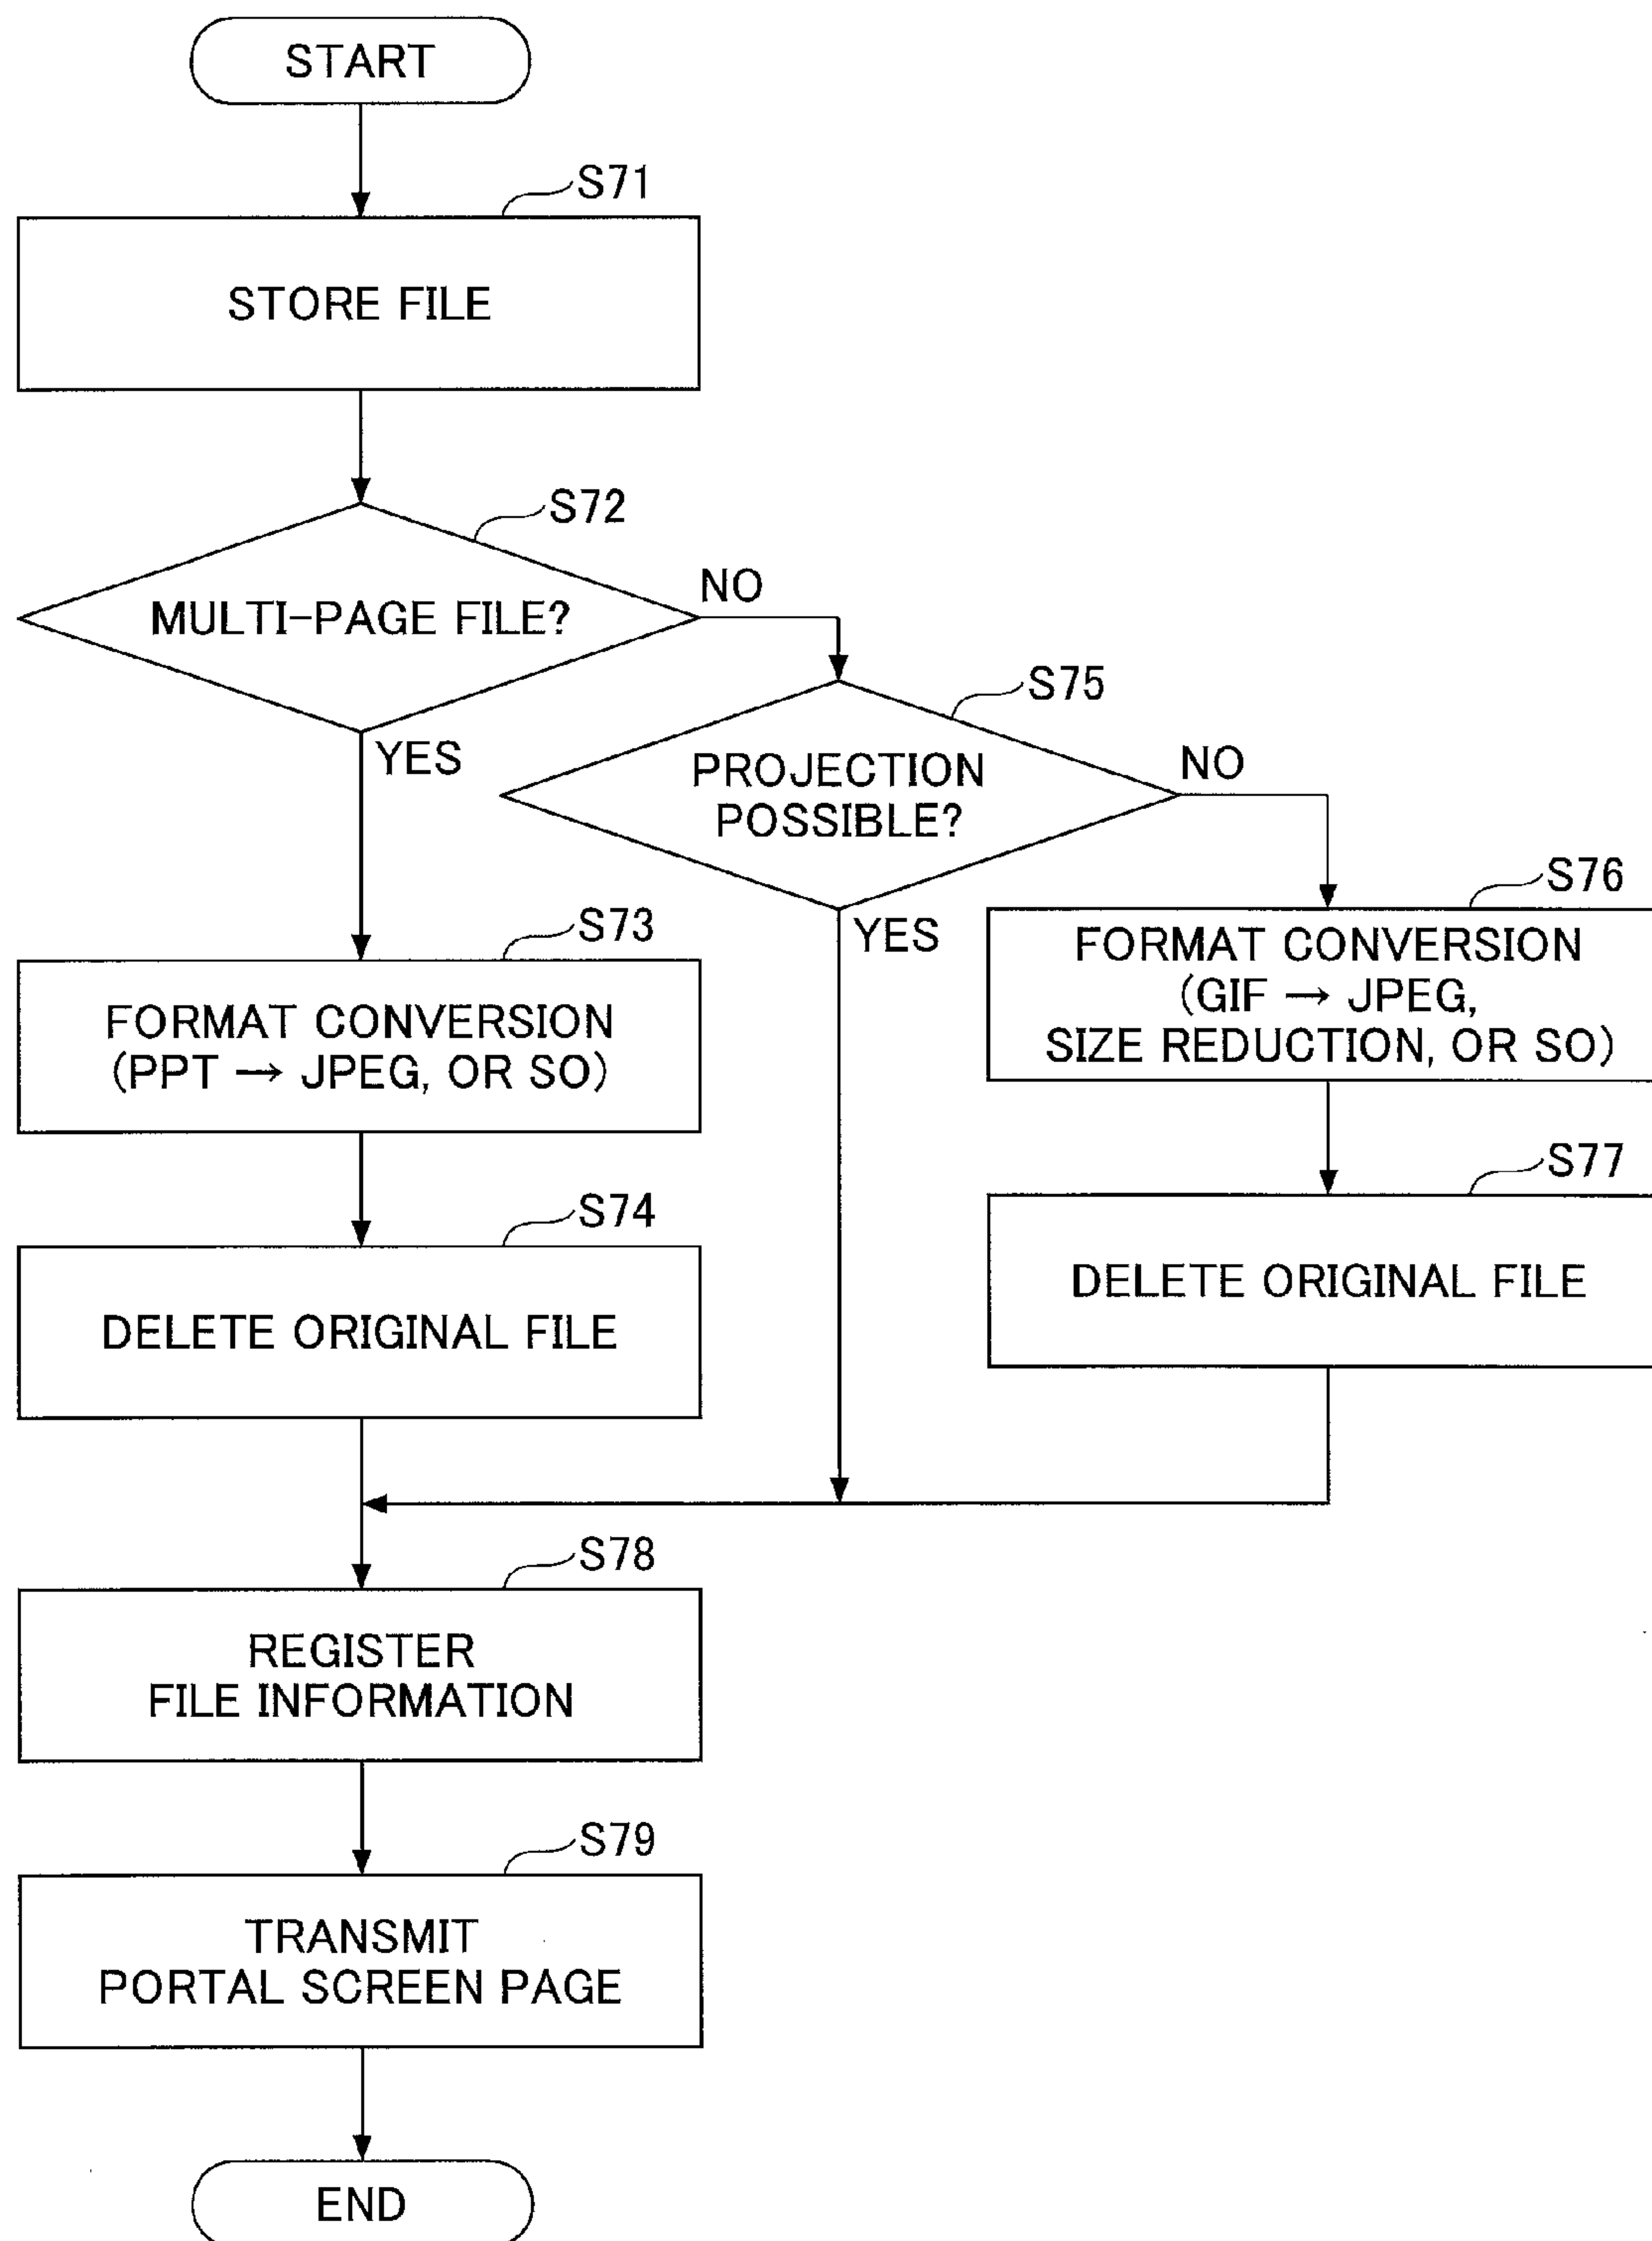 START
S71
STORE FILE
S72
MULTI-PAGE FILE?
NO
YES
S75
PROJECTION
POSSIBLE?
NO
YES
S73
FORMAT CONVERSION
(PPT → JPEG, OR SO)
S76
FORMAT CONVERSION
(GIF → JPEG,
SIZE REDUCTION, OR SO)
S74
DELETE ORIGINAL FILE
S77
DELETE ORIGINAL FILE
S78
REGISTER
FILE INFORMATION
S79
TRANSMIT
PORTAL SCREEN PAGE
END